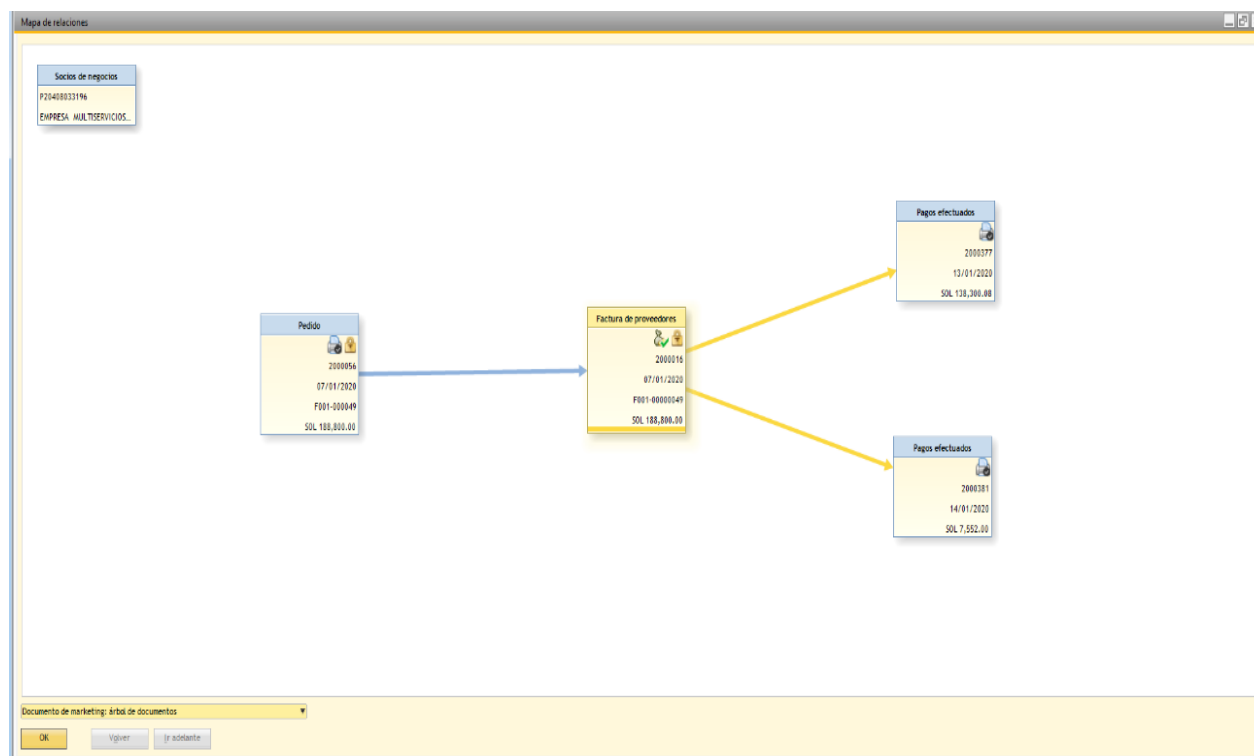 Mapa de relaciones
Socios de negocios
P20408033196
EMPRESA MULTISERVICIOS...
Pedido
2000056
07/01/2020
F001-000049
SOL 188,800.00
Factura de proveedores
2000016
07/01/2020
F001-00000049
SOL 188,800.00
Pagos efectuados
2000377
13/01/2020
SOL 138,300.08
Pagos efectuados
2000381
14/01/2020
SOL 7,552.00
Documento de marketing: árbol de documentos
OK
Volver
Ir adelante